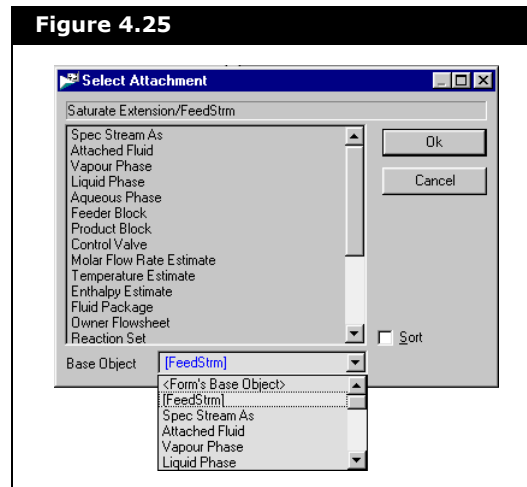 Figure 4.25
Select Attachment
Saturate Extension/FeedStrm
Spec Stream As
Attached Fluid
Vapour Phase
Liquid Phase
Aqueous Phase
Feeder Block
Product Block
Control Valve
Molar Flow Rate Estimate
Temperature Estimate
Enthalpy Estimate
Fluid Package
Owner Flowsheet
Reaction Set
Ok
Cancel
Sort
Base Object [FeedStrm]
<Form's Base Object>
[FeedStrm]
Spec Stream As
Attached Fluid
Vapour Phase
Liquid Phase